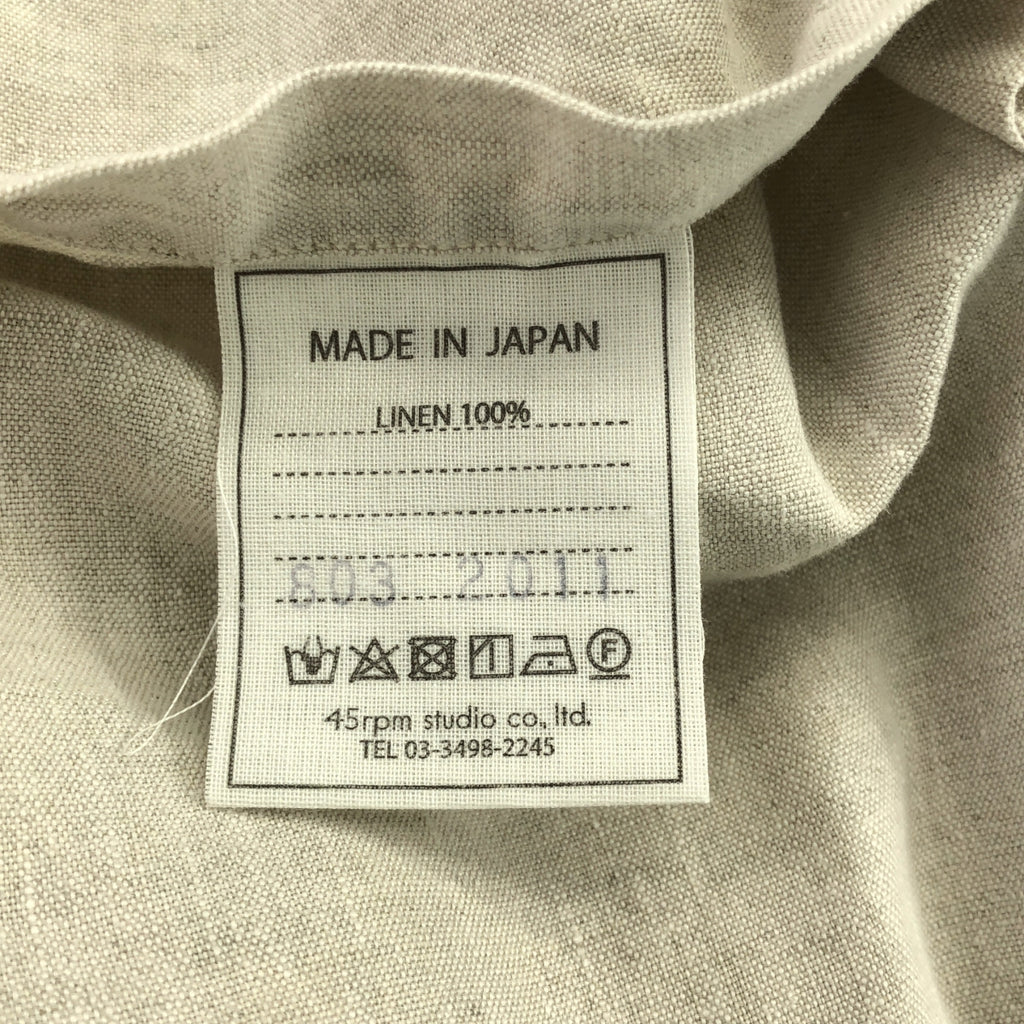 MADE IN JAPAN
LINEN 100%
803 2011
F
45rpm studio co., ltd.
TEL 03-3498-2245